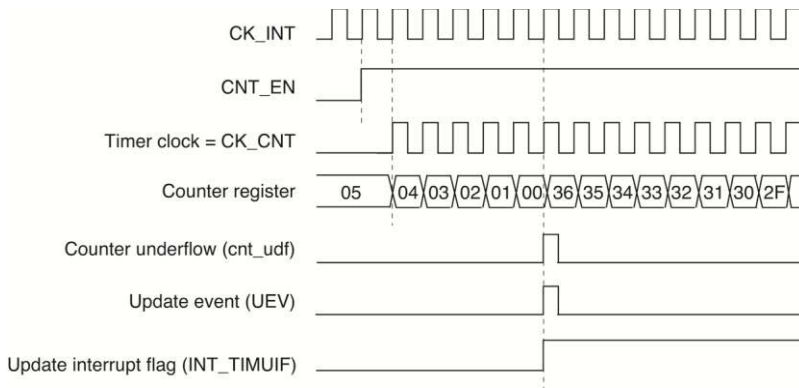 CK_INT
CNT_EN
Timer clock = CK_CNT
Counter register 05 04 03 02 01 00 36 35 34 33 32 31 30 2F
Counter underflow (cnt_udf)
Update event (UEV)
Update interrupt flag (INT_TIMUIF)